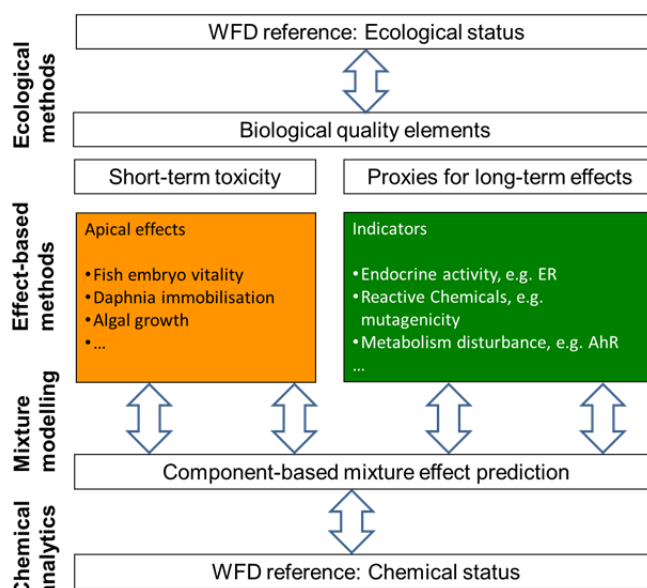 Ecological
methods
WFD reference: Ecological status
Biological quality elements
Effect-based
methods
Short-term toxicity
Proxies for long-term effects
Apical effects
•Fish embryo vitality
•Daphnia immobilisation
•Algal growth
•...
Indicators
•Endocrine activity, e.g. ER
•Reactive Chemicals, e.g.
mutagenicity
•Metabolism disturbance, e.g. AhR
...
Mixture
modelling
Component-based mixture effect prediction
Chemical
analytics
WFD reference: Chemical status